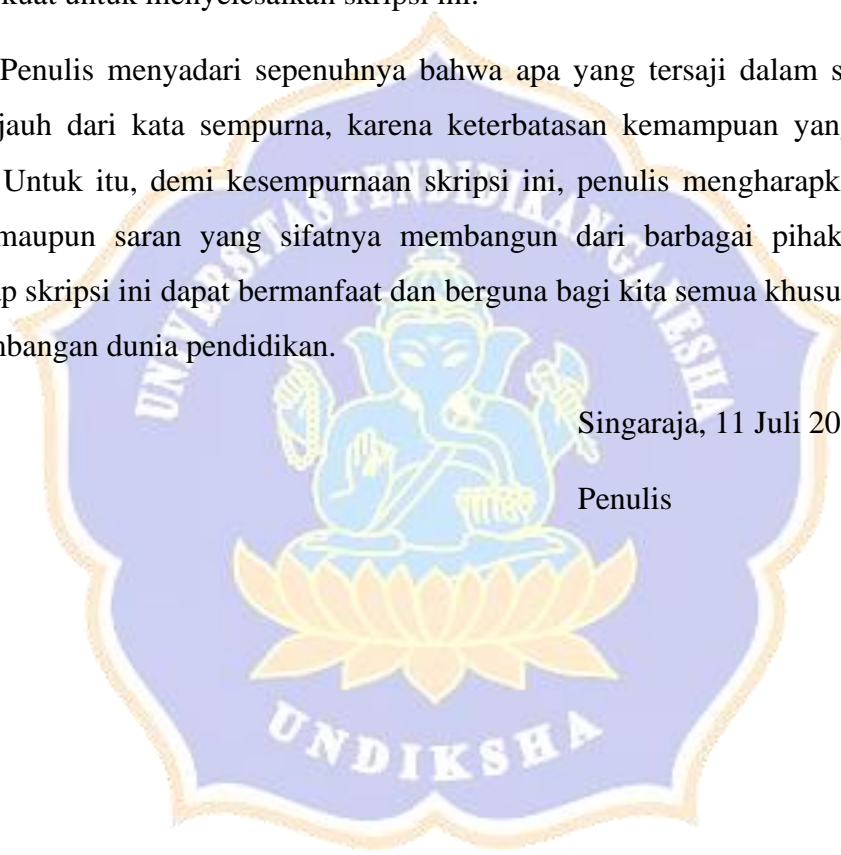 kuat untuk menyelesaikan skripsi ini.
Penulis menyadari sepenuhnya bahwa apa yang tersaji dalam s
jauh dari kata sempurna, karena keterbatasan kemampuan yang
Untuk itu, demi kesempurnaan skripsi ini, penulis mengharapk
maupun saran yang sifatnya membangun dari barbagai pihak
p skripsi ini dapat bermanfaat dan berguna bagi kita semua khusu
mbangan dunia pendidikan.
Singaraja, 11 Juli 20
Penulis
UNIVERSITAS PENDIDIKAN GANESHA
UNDIKSHA